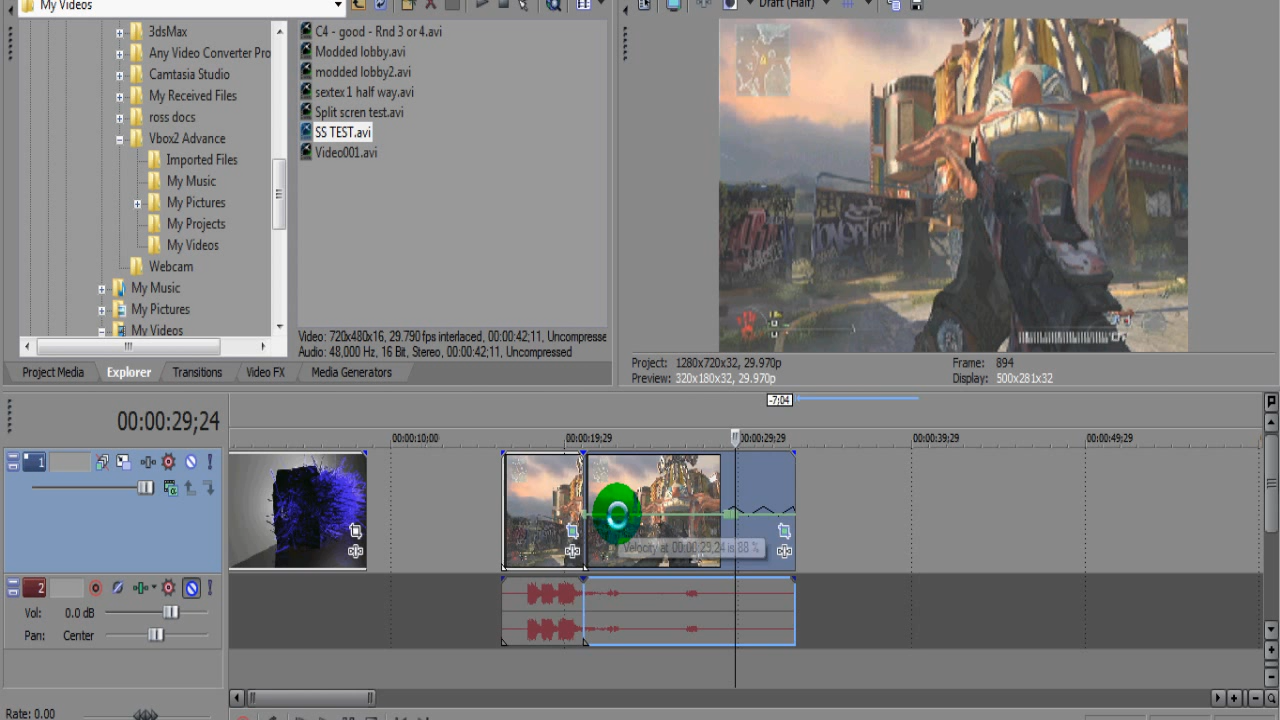 My Videos
3dsMax
Any Video Converter Pro
Camtasia Studio
My Received Files
ross docs
Vbox2 Advance
Imported Files
My Music
My Pictures
My Projects
My Videos
Webcam
My Music
My Pictures
My Videos
C4 - good - Rnd 3 or 4.avi
Modded lobby.avi
modded lobby2.avi
sextex 1 half way.avi
Split scren test.avi
SS TEST.avi
Video001.avi
Video: 720x480x16, 29.790 fps interlaced, 00:00:42;11, Uncompresse
Audio: 48,000 Hz, 16 Bit, Stereo, 00:00:42;11, Uncompressed
Project Media Explorer Transitions Video FX Media Generators
Draft (Half)
Project: 1280x720x32, 29.970p
Preview: 320x180x32, 29.970p
Frame: 894
Display: 500x281x32
-7;04
00:00:29;24
00:00:10;00 00:00:19;29 00:00:29;29 00:00:39;29 00:00:49;29
1
Velocity at 00:00:23,24 is 88 %
2
Vol: 0.0 dB
Pan: Center
Rate: 0.00